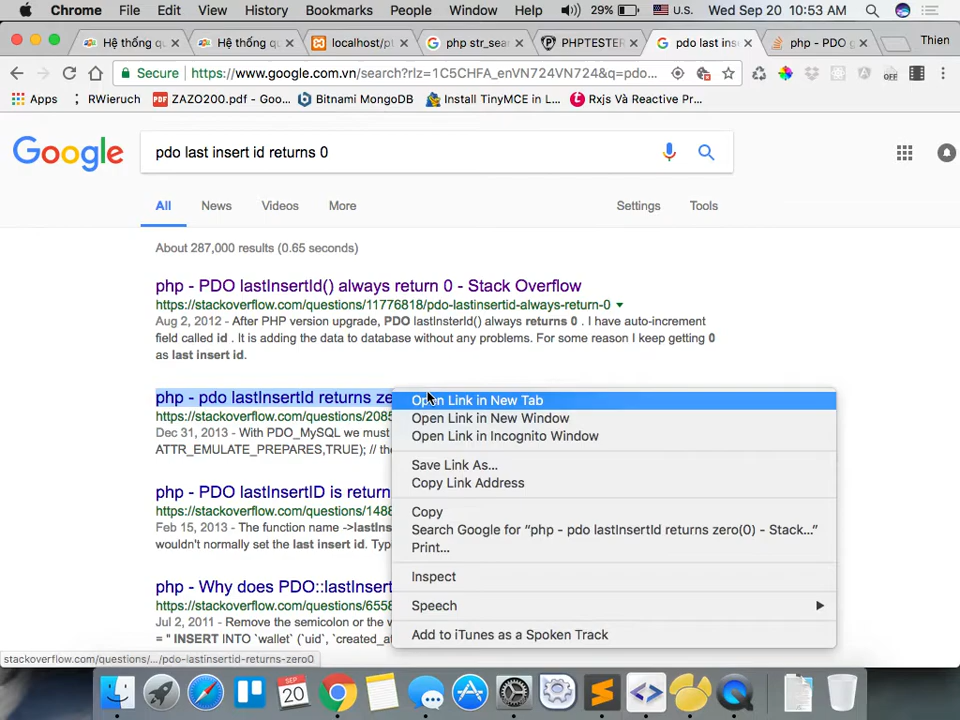 Chrome File Edit View History Bookmarks People Window Help 29% U.S. Wed Sep 20 10:53 AM
Hệ thống qu
Hệ thống qu
localhost/pl
php str_sear
PHPTESTER
pdo last inse
php - PDO g
Thien
Secure https://www.google.com.vn/search?rlz=1C5CHFA_enVN724VN724&q=pdo...
OFF
Apps
RWieruch
ZAZO200.pdf - Goo...
Bitnami MongoDB
Install TinyMCE in L...
Rxjs Và Reactive Pr...
Google
pdo last insert id returns 0
All News Videos More Settings Tools
About 287,000 results (0.65 seconds)
php - PDO lastInsertId() always return 0 - Stack Overflow
https://stackoverflow.com/questions/11776818/pdo-lastinsertid-always-return-0
Aug 2, 2012 - After PHP version upgrade, PDO lastInsterId() always returns 0 . I have auto-increment
field called id . It is adding the data to database without any problems. For some reason I keep getting 0
as last insert id.
php - pdo lastInsertId returns ze
https://stackoverflow.com/questions/2085
Dec 31, 2013 - With PDO_MySQL we must
ATTR_EMULATE_PREPARES,TRUE); // the
php - PDO lastInsertID is return
https://stackoverflow.com/questions/1488
Feb 15, 2013 - The function name ->lastIns
wouldn't normally set the last insert id. Typ
php - Why does PDO::lastInsert
https://stackoverflow.com/questions/6558
Jul 2, 2011 - Remove the semicolon or the v
= " INSERT INTO `wallet` (`uid`, `created_at
Open Link in New Tab
Open Link in New Window
Open Link in Incognito Window
Save Link As...
Copy Link Address
Copy
Search Google for “php - pdo lastInsertId returns zero(0) - Stack...”
Print...
Inspect
Speech
Add to iTunes as a Spoken Track
stackoverflow.com/questions/.../pdo-lastinsertid-returns-zero0
SEP
20